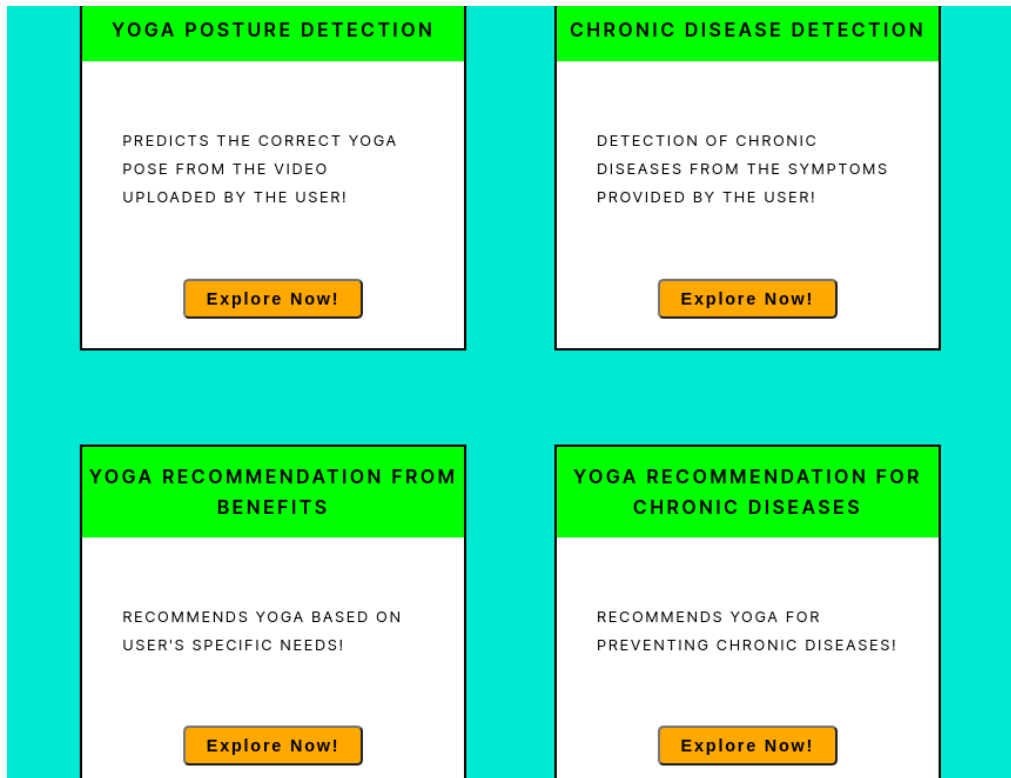 YOGA POSTURE DETECTION
PREDICTS THE CORRECT YOGA
POSE FROM THE VIDEO
UPLOADED BY THE USER!
Explore Now!
CHRONIC DISEASE DETECTION
DETECTION OF CHRONIC
DISEASES FROM THE SYMPTOMS
PROVIDED BY THE USER!
Explore Now!
YOGA RECOMMENDATION FROM
BENEFITS
RECOMMENDS YOGA BASED ON
USER'S SPECIFIC NEEDS!
Explore Now!
YOGA RECOMMENDATION FOR
CHRONIC DISEASES
RECOMMENDS YOGA FOR
PREVENTING CHRONIC DISEASES!
Explore Now!